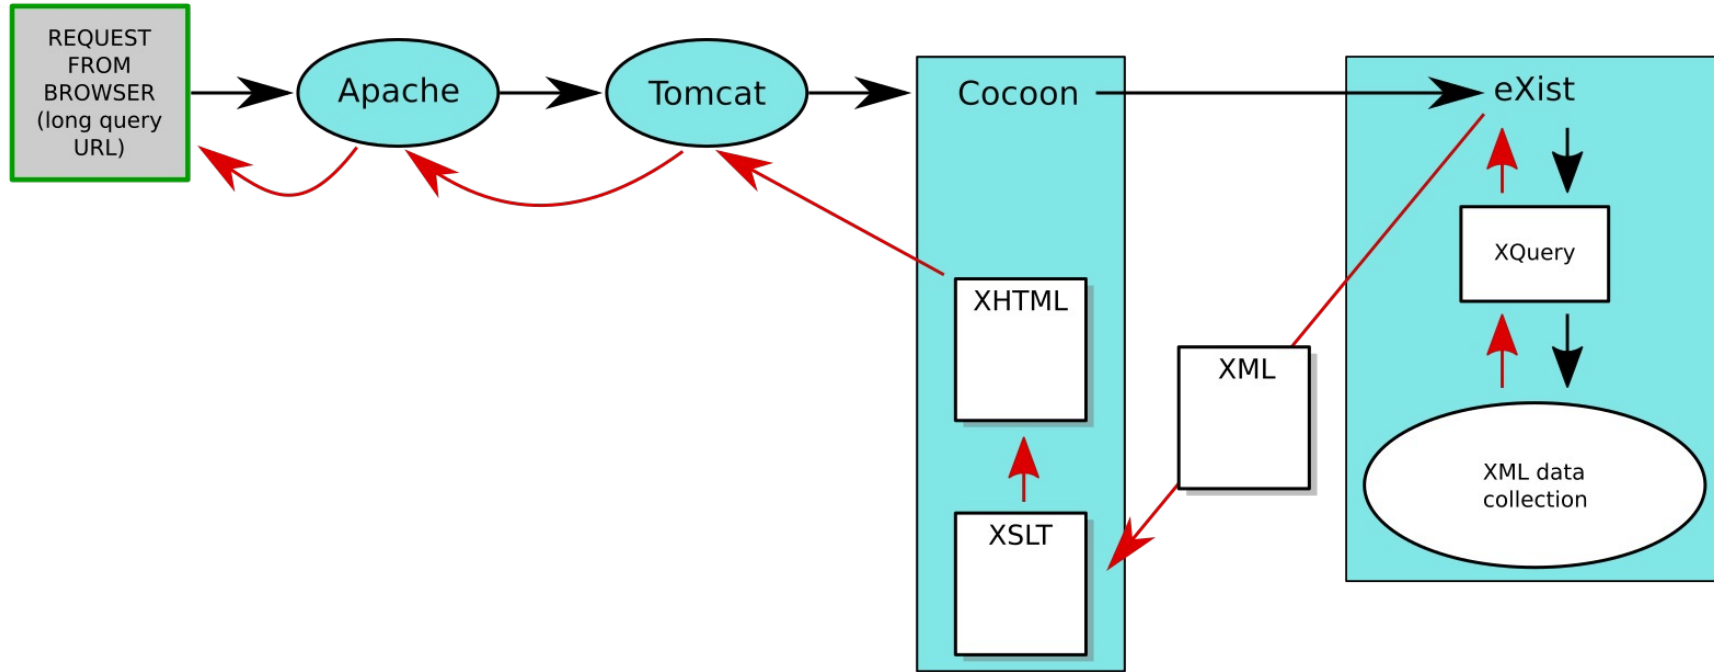 REQUEST
FROM
BROWSER
(long query
URL)
Apache
Tomcat
Cocoon
eXist
XQuery
XHTML
XML
XML data
collection
XSLT